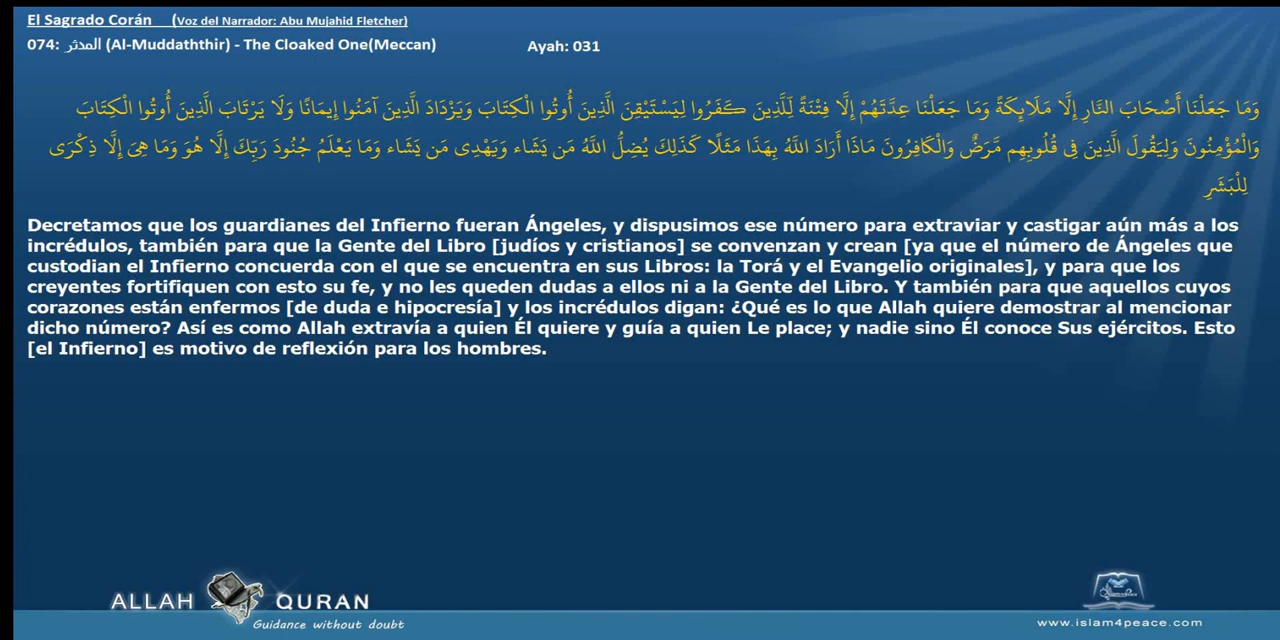 El Sagrado Corán (Voz del Narrador: Abu Mujahid Fletcher)
074: المدثر (Al-Muddaththir) - The Cloaked One(Meccan) Ayah: 031
وَمَا جَعَلْنَا أَصْحَابَ النَّارِ إِلَّا مَلَايِكَةً وَمَا جَعَلْنَا عِدَّتَهُمْ إِلَّا فِتْنَةً لِّلَّذِينَ كَفَرُوا لِيَسْتَيْقِنَ الَّذِينَ أُوتُوا الْكِتَابَ وَيَزْدَادَ الَّذِينَ آمَنُوا إِيمَانًا وَلَا يَرْتَابَ الَّذِينَ أُوتُوا الْكِتَابَ
وَالْمُؤْمِنُونَ وَلِيَقُولَ الَّذِينَ فِى قُلُوبِهِم مَّرَضٌ وَالْكَافِرُونَ مَاذَا أَرَادَ اللَّهُ بِهَذَا مَثَلًا كَذَلِكَ يُضِلُّ اللَّهُ مَن يَشَاء وَيَهْدِى مَن يَشَاء وَمَا يَعْلَمُ جُنُودَ رَبِّكَ إِلَّا هُوَ وَمَا هِىَ إِلَّا ذِكْرَى
لِلْبَشَرِ
Decretamos que los guardianes del Infierno fueran Ángeles, y dispusimos ese número para extraviar y castigar aún más a los
incrédulos, también para que la Gente del Libro [judíos y cristianos] se convenzan y crean [ya que el número de Ángeles que
custodian el Infierno concuerda con el que se encuentra en sus Libros: la Torá y el Evangelio originales], y para que los
creyentes fortifiquen con esto su fe, y no les queden dudas a ellos ni a la Gente del Libro. Y también para que aquellos cuyos
corazones están enfermos [de duda e hipocresía] y los incrédulos digan: ¿Qué es lo que Allah quiere demostrar al mencionar
dicho número? Así es como Allah extravía a quien Él quiere y guía a quien Le place; y nadie sino Él conoce Sus ejércitos. Esto
[el Infierno] es motivo de reflexión para los hombres.
ALLAH QURAN
Guidance without doubt
www.islam4peace.com